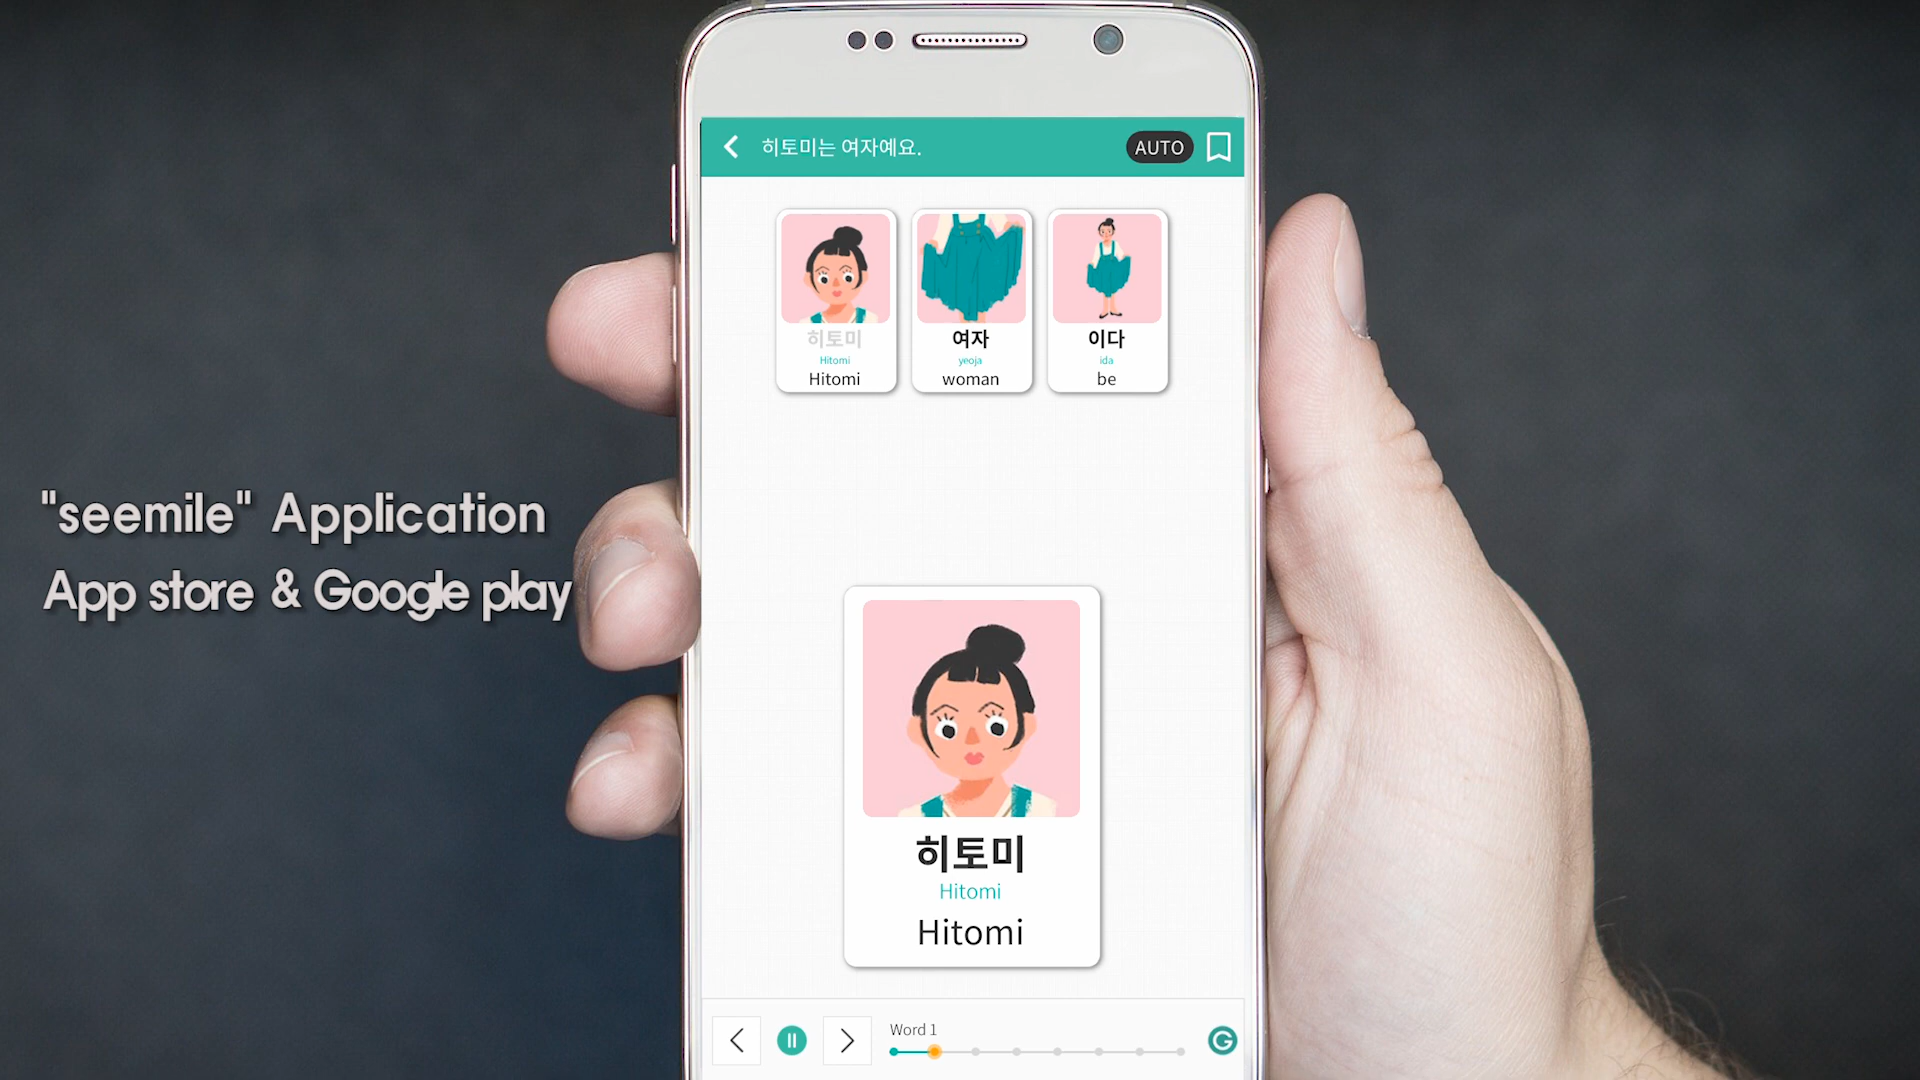 히토미는 여자예요.
AUTO
히토미
Hitomi
Hitomi
여자
yeoja
woman
이다
ida
be
"seemile" Application
App store & Google play
히토미
Hitomi
Hitomi
Word 1
G